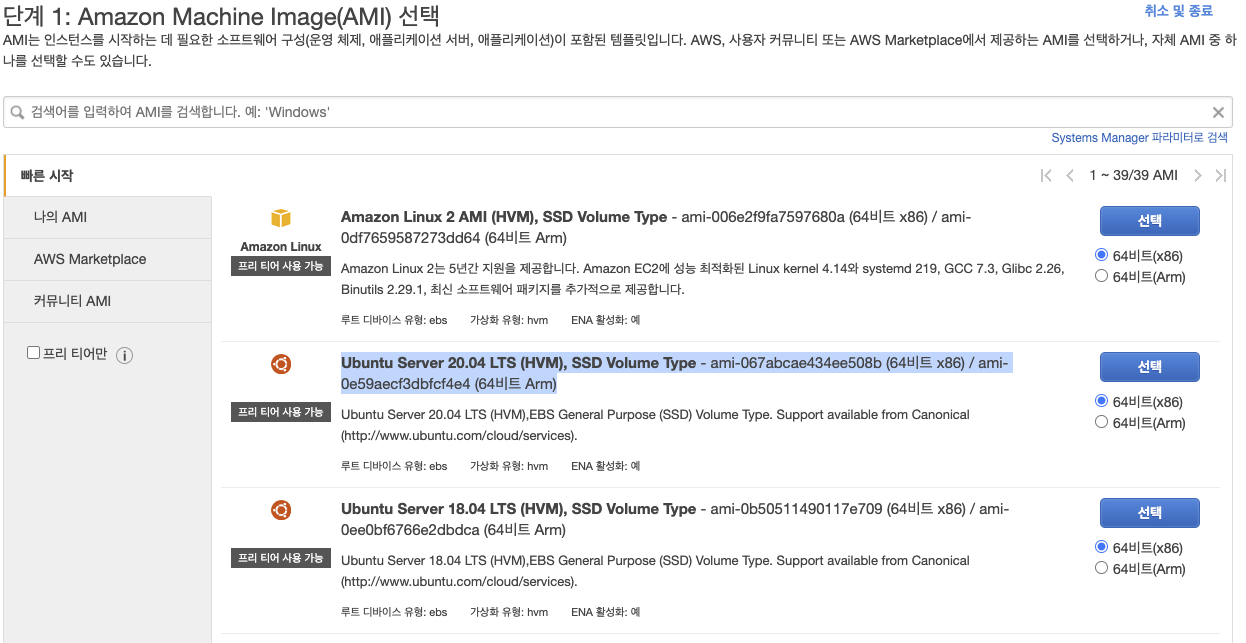 단계 1: Amazon Machine Image(AMI) 선택
취소 및 종료
AMI는 인스턴스를 시작하는 데 필요한 소프트웨어 구성(운영 체제, 애플리케이션 서버, 애플리케이션)이 포함된 템플릿입니다. AWS, 사용자 커뮤니티 또는 AWS Marketplace에서 제공하는 AMI를 선택하거나, 자체 AMI 중 하
나를 선택할 수도 있습니다.
검색어를 입력하여 AMI를 검색합니다. 예: 'Windows'
Systems Manager 파라미터로 검색
빠른 시작
1 ~ 39/39 AMI
나의 AMI
AWS Marketplace
커뮤니티 AMI
프리 티어만
Amazon Linux
프리 티어 사용 가능
Amazon Linux 2 AMI (HVM), SSD Volume Type - ami-006e2f9fa7597680a (64비트 x86) / ami-
0df7659587273dd64 (64비트 Arm)
Amazon Linux 2는 5년간 지원을 제공합니다. Amazon EC2에 성능 최적화된 Linux kernel 4.14와 systemd 219, GCC 7.3, Glibc 2.26,
Binutils 2.29.1, 최신 소프트웨어 패키지를 추가적으로 제공합니다.
루트 디바이스 유형: ebs 가상화 유형: hvm ENA 활성화: 예
선택
64비트(x86)
64비트(Arm)
프리 티어 사용 가능
Ubuntu Server 20.04 LTS (HVM), SSD Volume Type - ami-067abcae434ee508b (64비트 x86) / ami-
0e59aecf3dbfcf4e4 (64비트 Arm)
Ubuntu Server 20.04 LTS (HVM),EBS General Purpose (SSD) Volume Type. Support available from Canonical
(http://www.ubuntu.com/cloud/services).
루트 디바이스 유형: ebs 가상화 유형: hvm ENA 활성화: 예
선택
64비트(x86)
64비트(Arm)
프리 티어 사용 가능
Ubuntu Server 18.04 LTS (HVM), SSD Volume Type - ami-0b50511490117e709 (64비트 x86) / ami-
0ee0bf6766e2dbdca (64비트 Arm)
Ubuntu Server 18.04 LTS (HVM),EBS General Purpose (SSD) Volume Type. Support available from Canonical
(http://www.ubuntu.com/cloud/services).
루트 디바이스 유형: ebs 가상화 유형: hvm ENA 활성화: 예
선택
64비트(x86)
64비트(Arm)